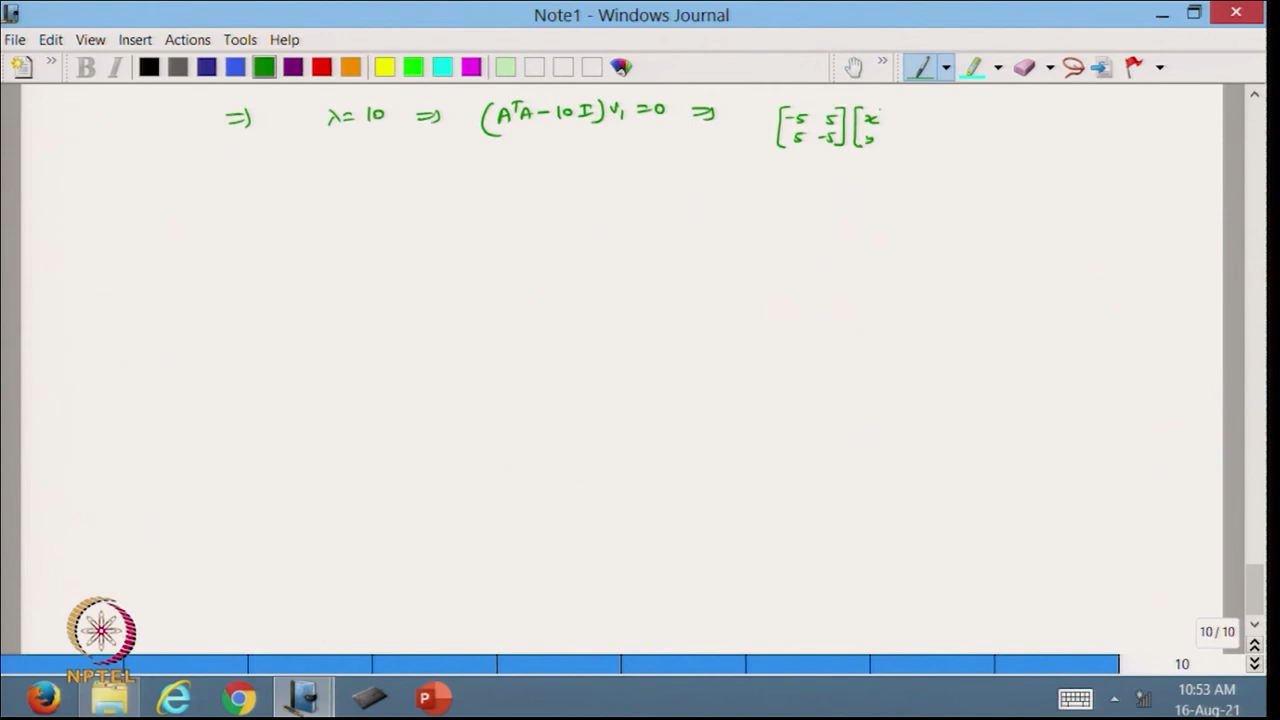 Note1 - Windows Journal
File Edit View Insert Actions Tools Help
B I
⇒ λ = 10 ⇒ (AᵀA - 10 I) v₁ = 0 ⇒ [-5 5
5 -5] [x
y
10 / 10
NPTEL
10
P
10:53 AM
16-Aug-21